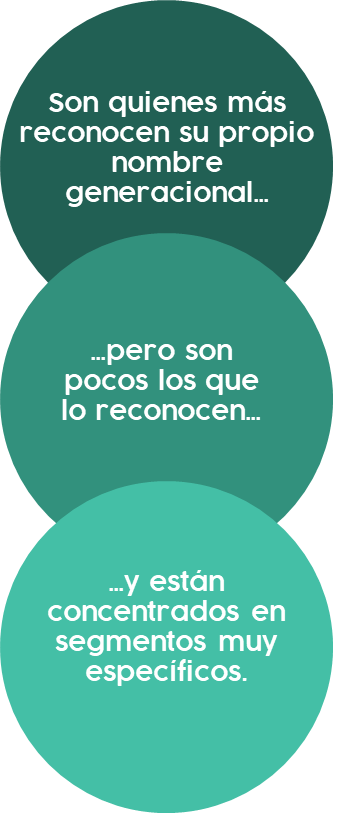 Son quienes más
reconocen su propio
nombre
generacional...
...pero son
pocos los que
lo reconocen...
...y están
concentrados en
segmentos muy
específicos.